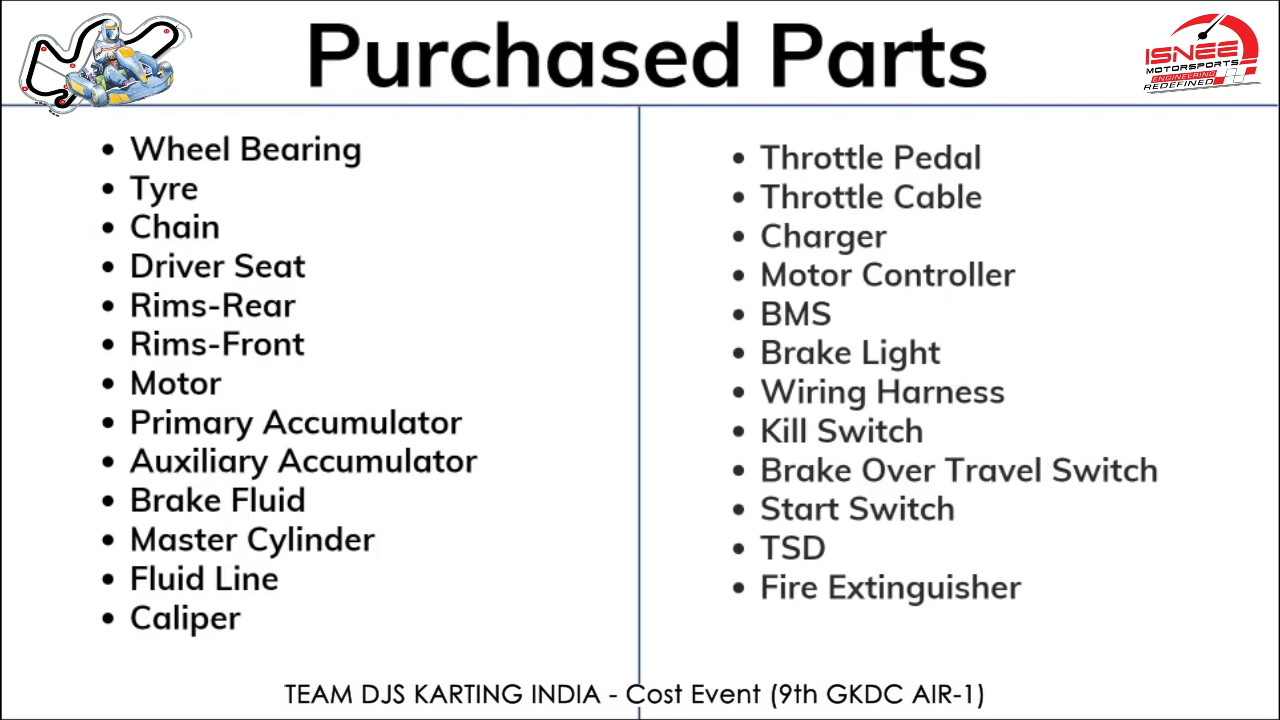 Purchased Parts
ISNEE
MOTORSPORTS
ENGINEERING
REDEFINED
• Wheel Bearing
• Tyre
• Chain
• Driver Seat
• Rims-Rear
• Rims-Front
• Motor
• Primary Accumulator
• Auxiliary Accumulator
• Brake Fluid
• Master Cylinder
• Fluid Line
• Caliper
• Throttle Pedal
• Throttle Cable
• Charger
• Motor Controller
• BMS
• Brake Light
• Wiring Harness
• Kill Switch
• Brake Over Travel Switch
• Start Switch
• TSD
• Fire Extinguisher
TEAM DJS KARTING INDIA - Cost Event (9th GKDC AIR-1)